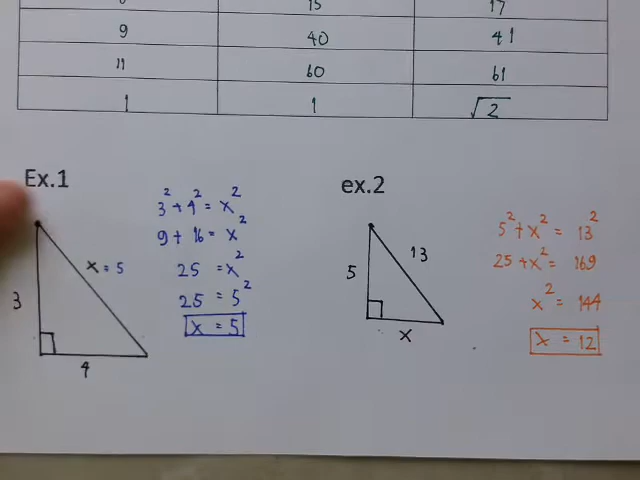 15 17
9 40 41
11 60 61
1 1 √2
Ex.1
3² + 4² = x²
9 + 16 = x²
25 = x²
25 = 5²
x = 5
x = 5
3
4
ex.2
5
13
x
5² + x² = 13²
25 + x² = 169
x² = 144
x = 12